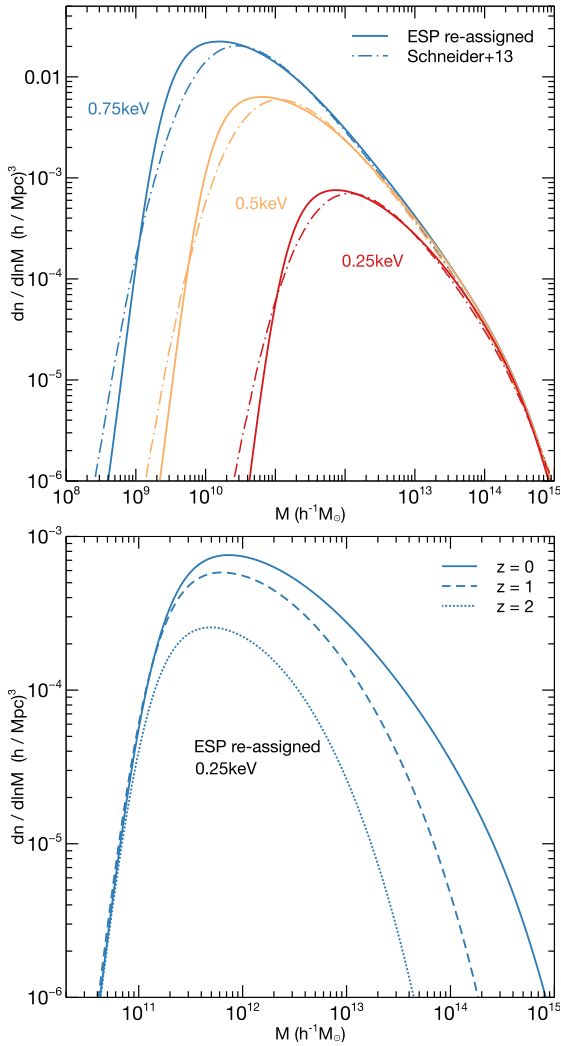 ESP re-assigned
Schneider+13
0.75keV
0.5keV
0.25keV
0.01
10⁻³
10⁻⁴
10⁻⁵
10⁻⁶
dn / dlnM (h / Mpc)³
10⁸ 10⁹ 10¹⁰ 10¹³ 10¹⁴ 10¹⁵
M (h⁻¹M☉)
z = 0
z = 1
z = 2
ESP re-assigned
0.25keV
10⁻³
10⁻⁴
10⁻⁵
10⁻⁶
dn / dlnM (h / Mpc)³
10¹¹ 10¹² 10¹³ 10¹⁴ 10¹⁵
M (h⁻¹M☉)